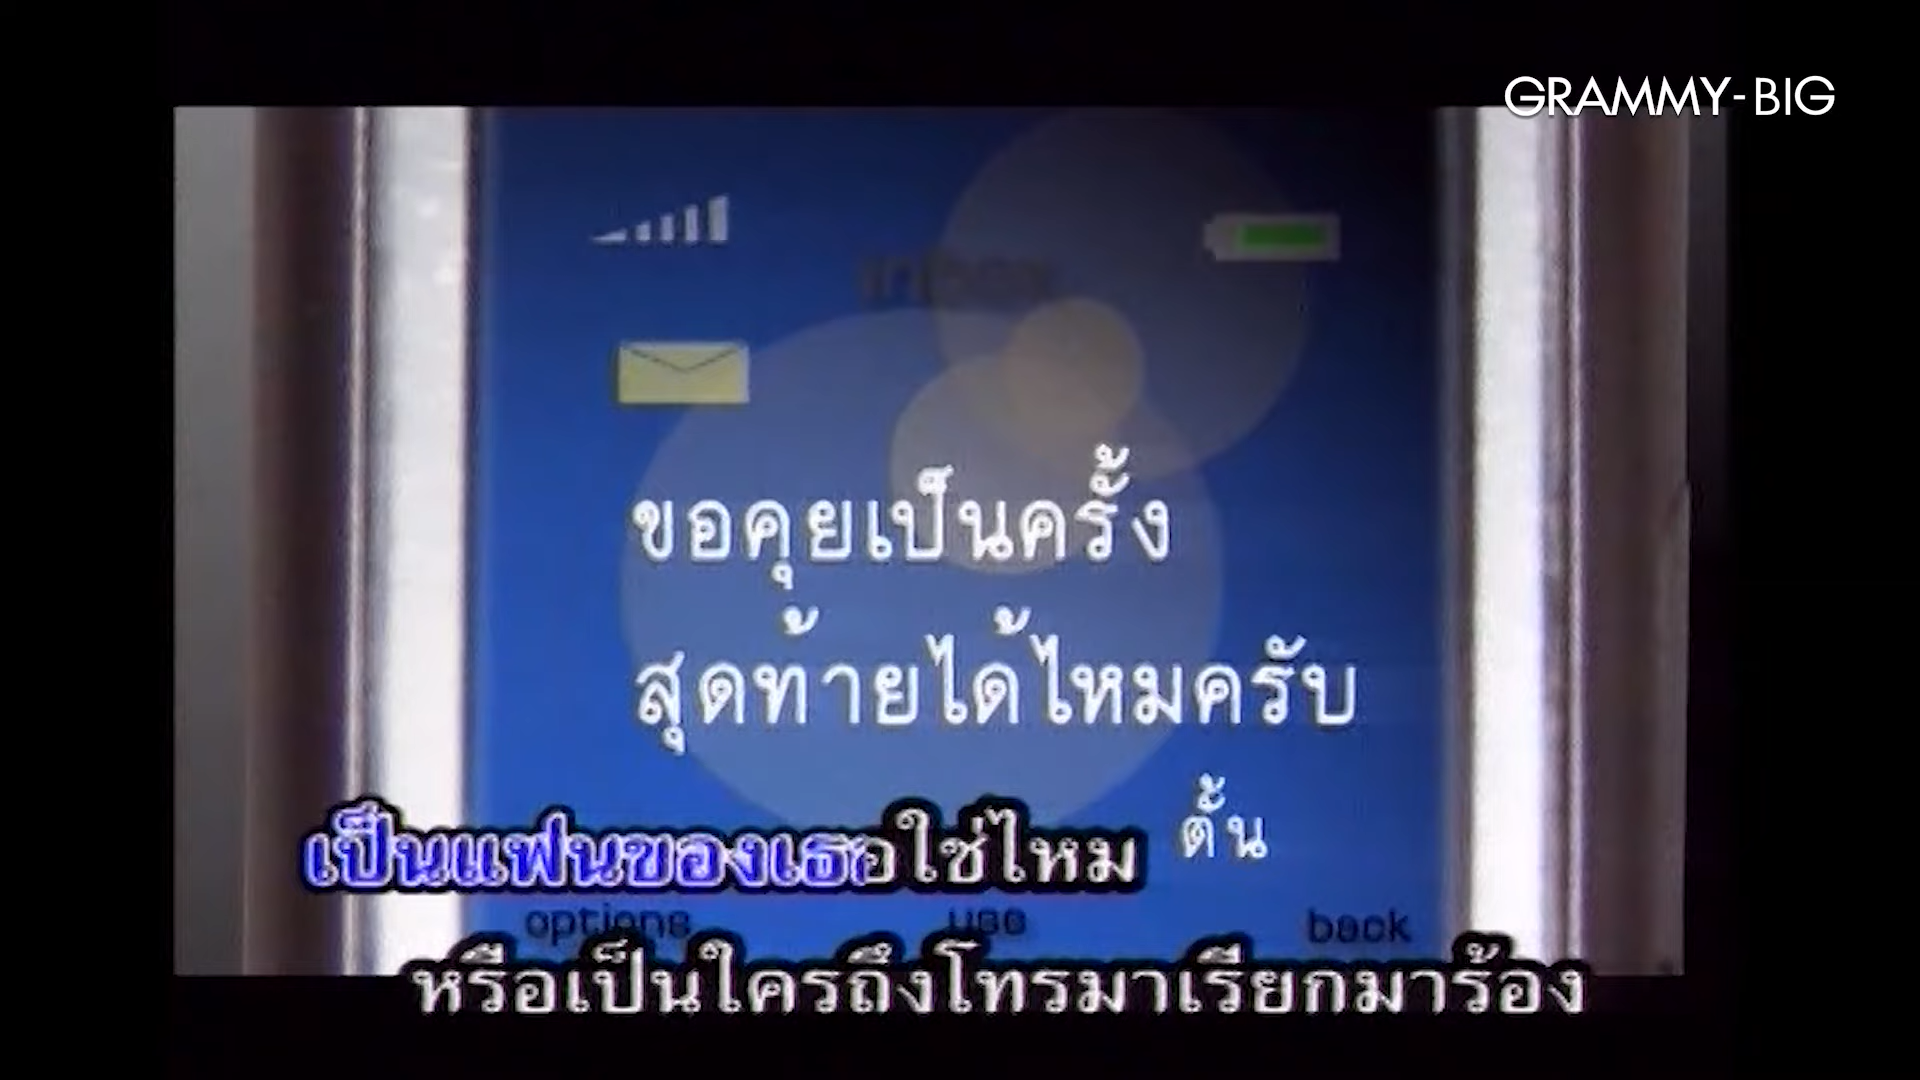 GRAMMY-BIG
inbox
ขอคุยเป็นครั้ง
สุดท้ายได้ไหมครับ
ตั้น
เป็นแฟนของเธอใช่ไหม
options use back
หรือเป็นใครถึงโทรมาเรียกมาร้อง